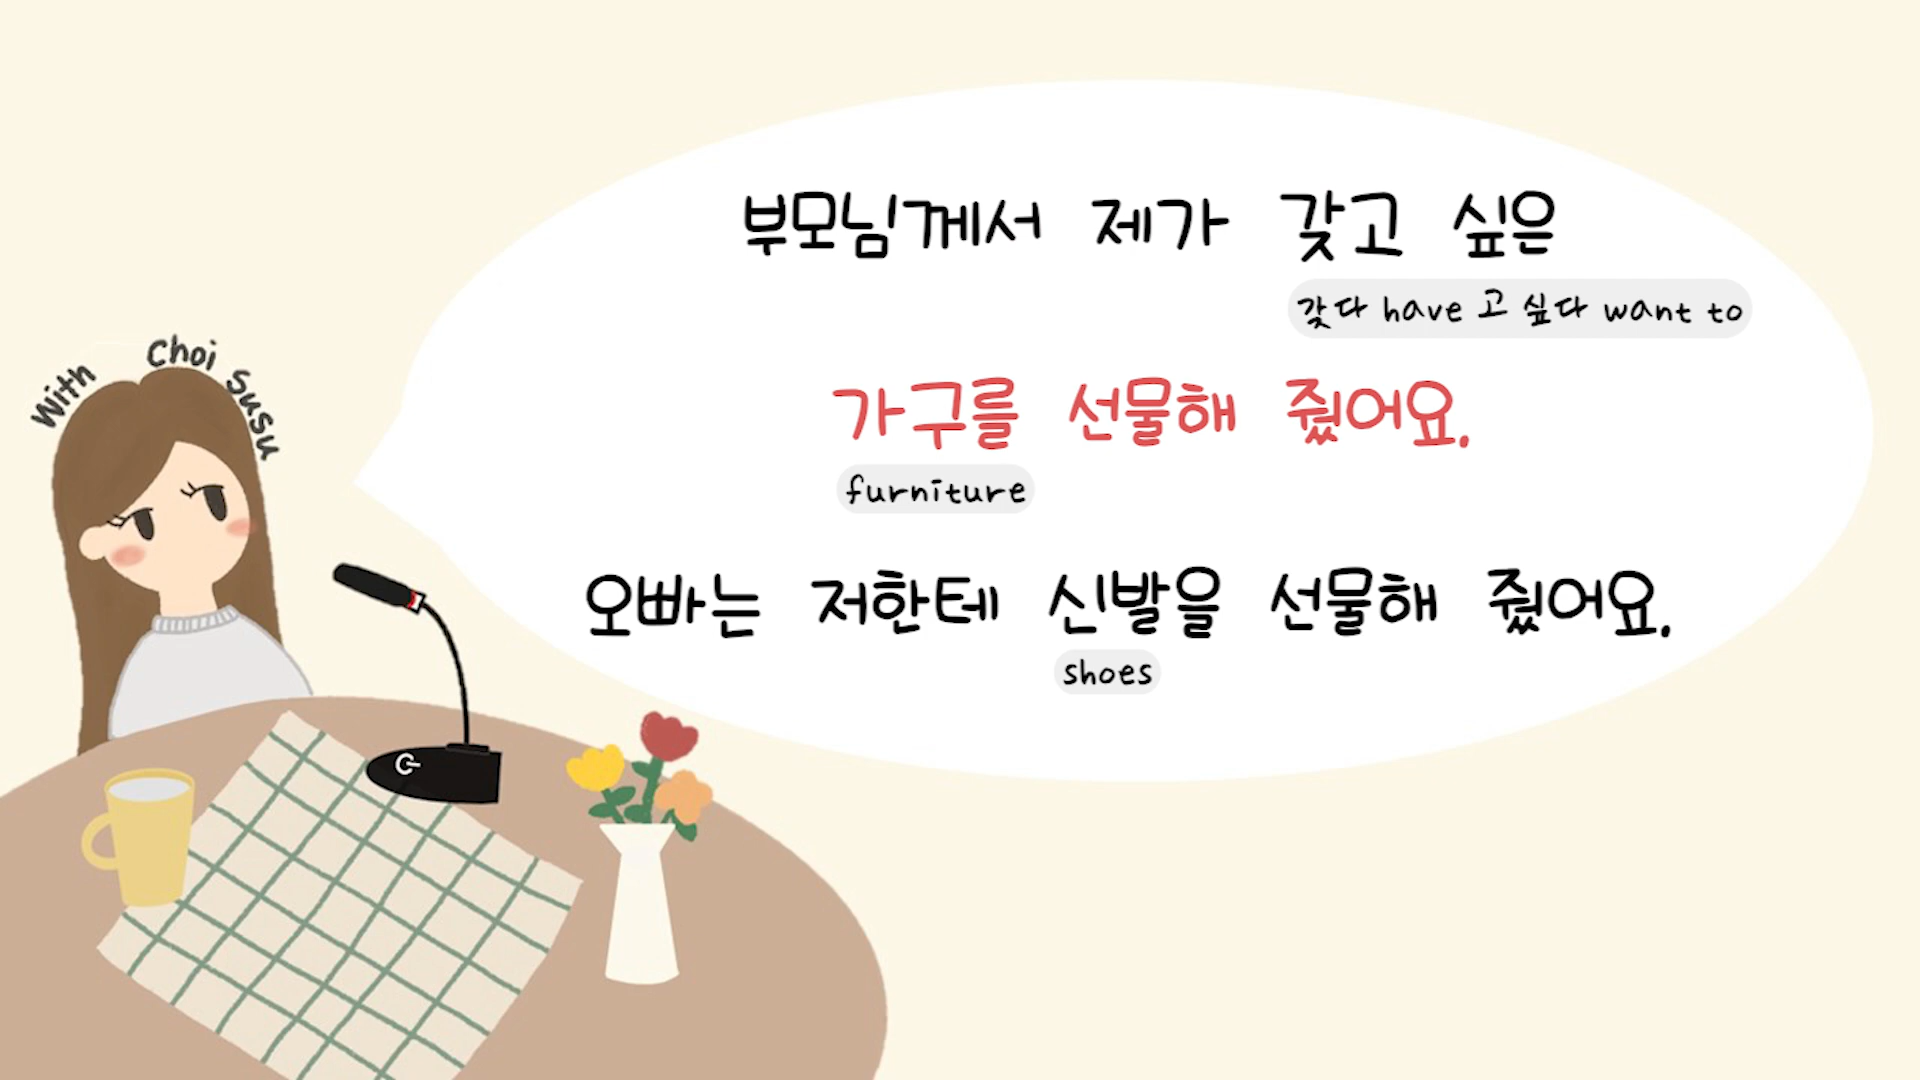 With Choi Susu
부모님께서 제가 갖고 싶은
갖다 have 고 싶다 want to
가구를 선물해 줬어요.
furniture
오빠는 저한테 신발을 선물해 줬어요.
shoes